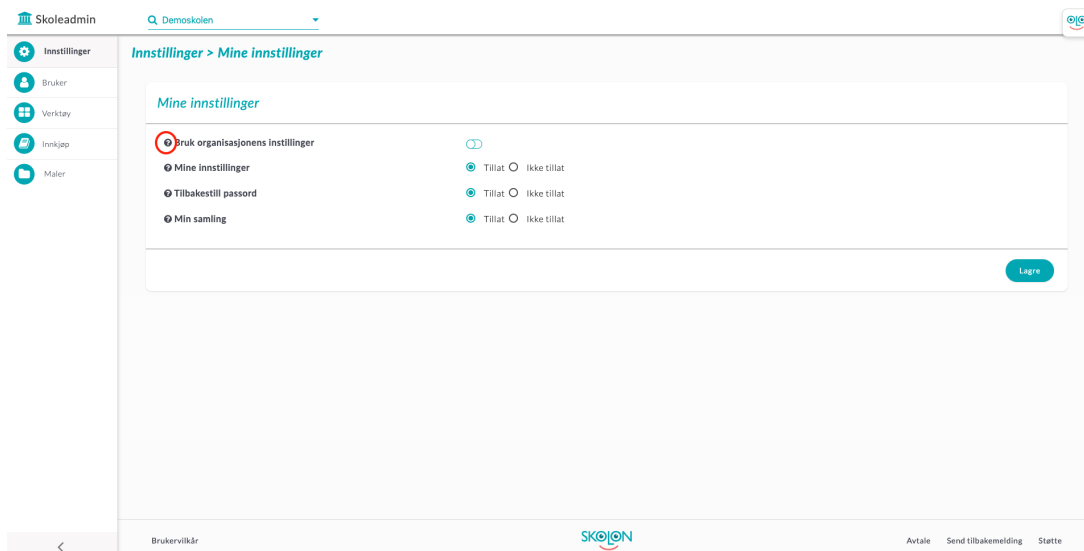 Skoleadmin
Demoskolen
Innstillinger
Innstillinger > Mine innstillinger
Bruker
Verktøy
Innkjøp
Maler
Mine innstillinger
Bruk organisasjonens instillinger
Mine innstillinger Tillat Ikke tillat
Tilbakestill passord Tillat Ikke tillat
Min samling Tillat Ikke tillat
Lagre
Brukervilkår
SKOLON
Avtale Send tilbakemelding Støtte